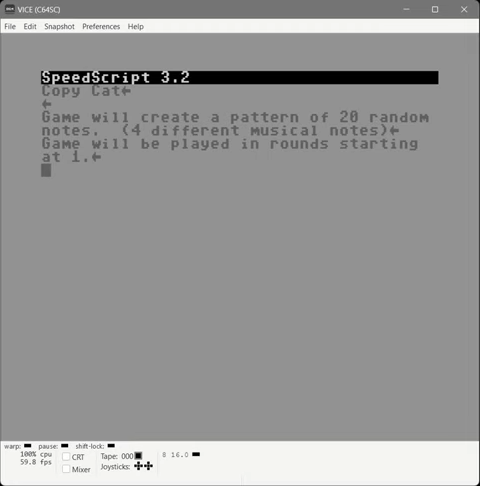 VICE (C64SC)
File Edit Snapshot Preferences Help
SpeedScript 3.2
Copy Cat←
←
Game will create a pattern of 20 random
notes. (4 different musical notes)←
Game will be played in rounds starting
at 1.←
warp: pause: shift-lock:
100% cpu
59.8 fps
CRT
Mixer
Tape: 000
Joysticks:
8 16.0